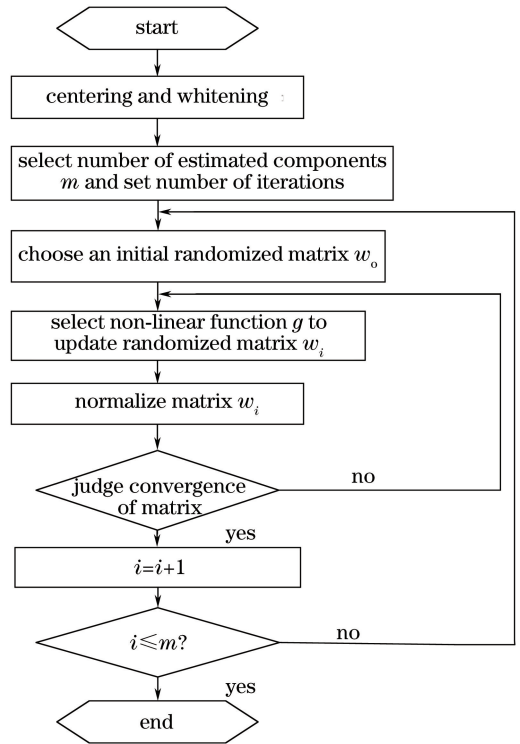 start
centering and whitening
select number of estimated components
m and set number of iterations
choose an initial randomized matrix wₒ
select non-linear function g to
update randomized matrix wᵢ
normalize matrix wᵢ
judge convergence
of matrix
no
yes
i=i+1
i≤m?
no
yes
end